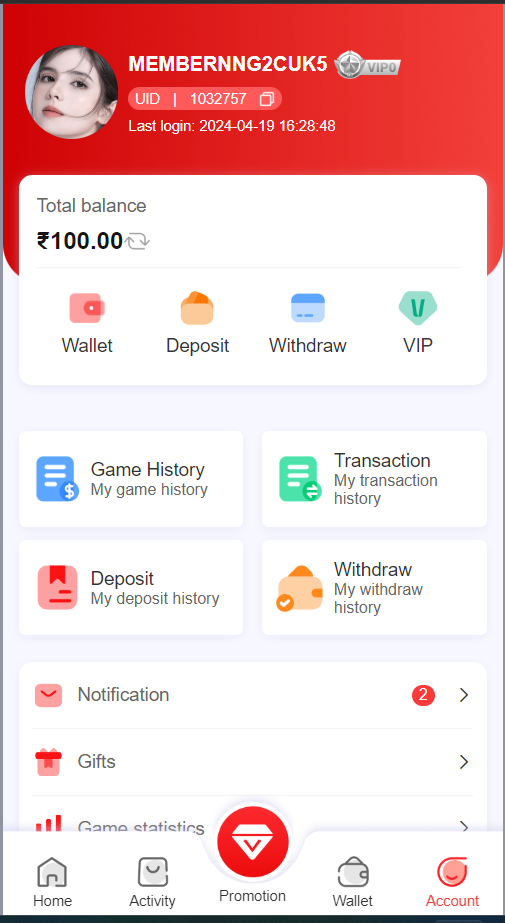 MEMBERNNG2CUK5 VIP0
UID | 1032757
Last login: 2024-04-19 16:28:48
Total balance
₹100.00
Wallet Deposit Withdraw VIP
Game History
My game history
Transaction
My transaction
history
Deposit
My deposit history
Withdraw
My withdraw
history
Notification 2
Gifts
Game statistics
Home Activity Promotion Wallet Account